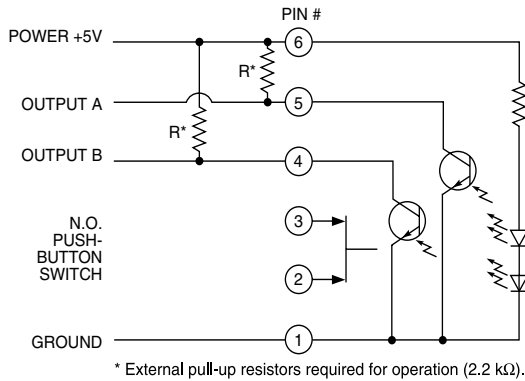 PIN #
POWER +5V 6
R*
OUTPUT A 5
R*
OUTPUT B 4
N.O.
PUSH-
BUTTON
SWITCH
3
2
GROUND 1
* External pull-up resistors required for operation (2.2 kΩ).